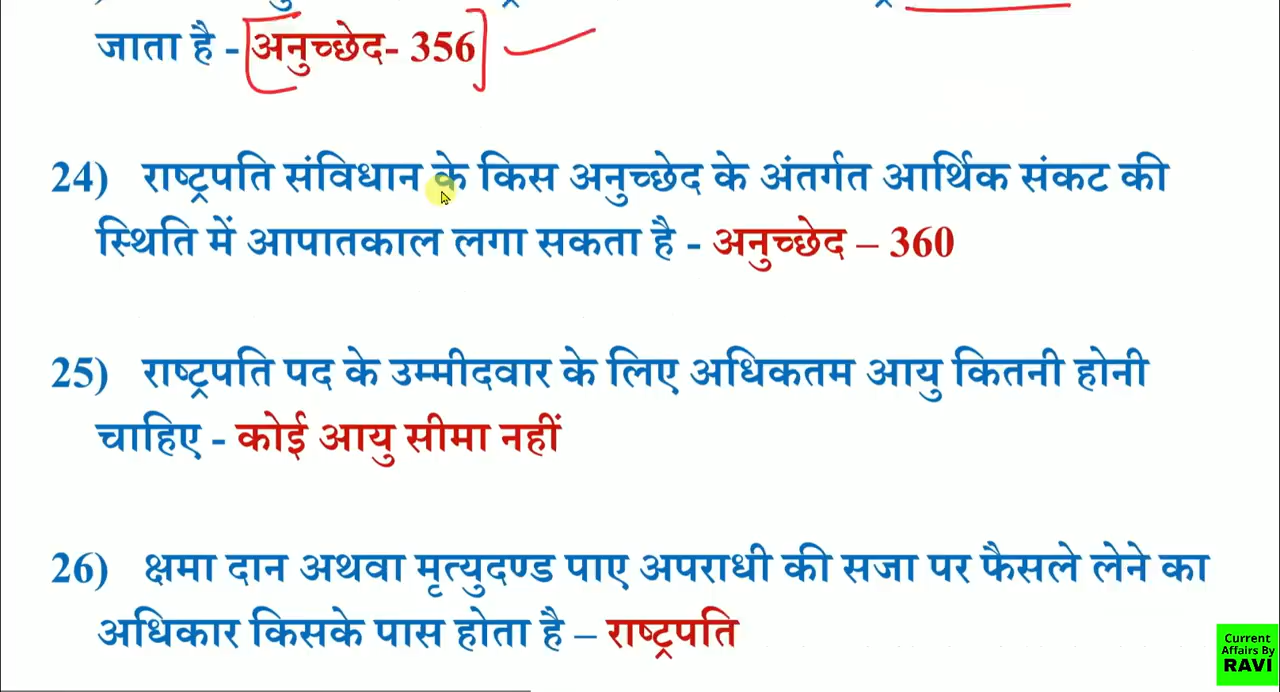 जाता है - अनुच्छेद- 356
24) राष्ट्रपति संविधान के किस अनुच्छेद के अंतर्गत आर्थिक संकट की
स्थिति में आपातकाल लगा सकता है - अनुच्छेद – 360
25) राष्ट्रपति पद के उम्मीदवार के लिए अधिकतम आयु कितनी होनी
चाहिए - कोई आयु सीमा नहीं
26) क्षमा दान अथवा मृत्युदण्ड पाए अपराधी की सजा पर फैसले लेने का
अधिकार किसके पास होता है – राष्ट्रपति
Current
Affairs By
RAVI